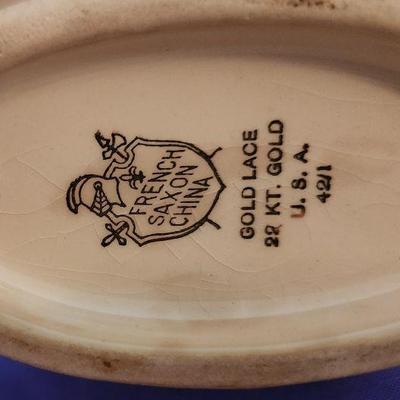 FRENCH
SAXON
CHINA
GOLD LACE
22 KT. GOLD
U. S. A.
42/1